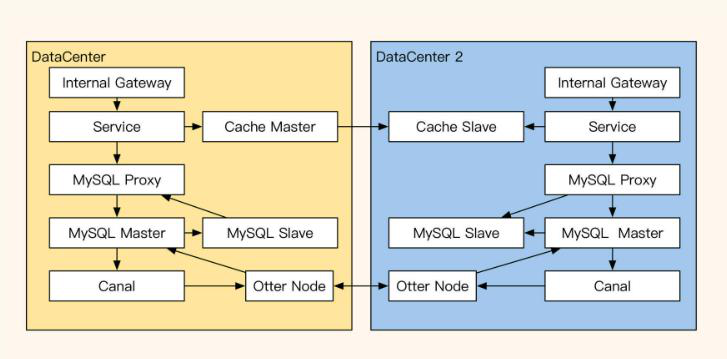 DataCenter
Internal Gateway
Service
Cache Master
MySQL Proxy
MySQL Master
MySQL Slave
Canal
Otter Node
DataCenter 2
Internal Gateway
Cache Slave
Service
MySQL Proxy
MySQL Slave
MySQL Master
Otter Node
Canal